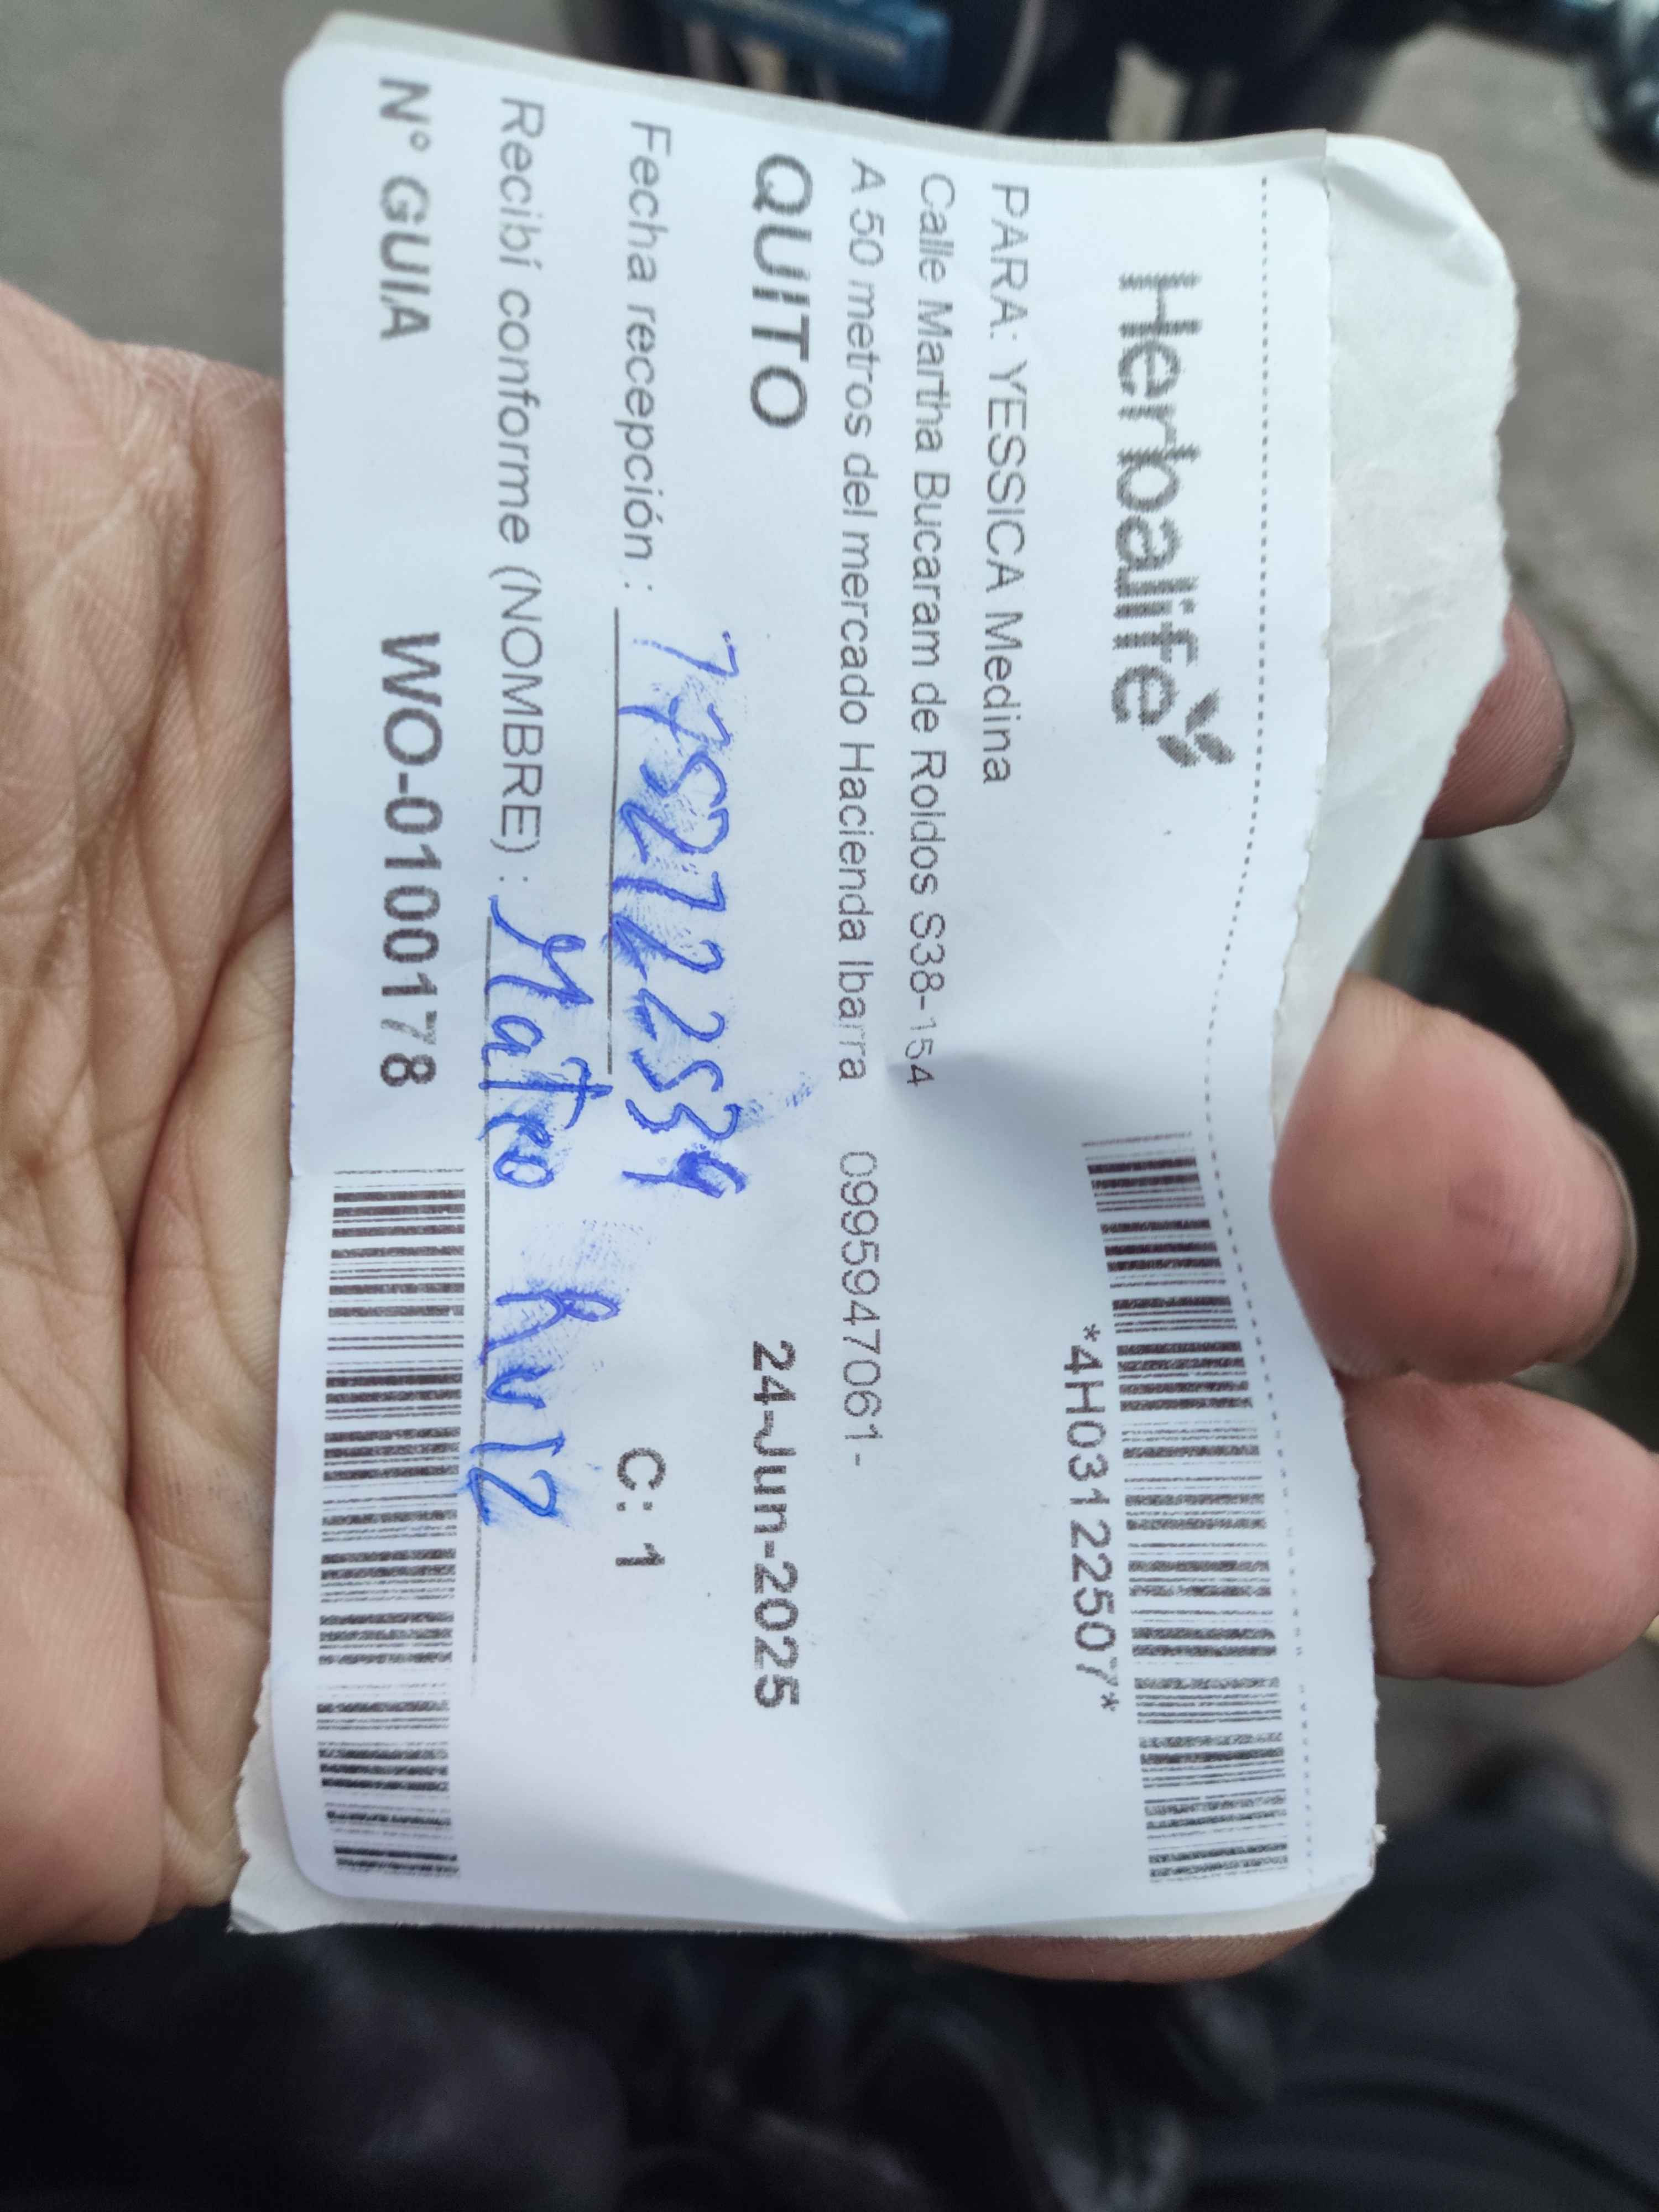 Herbalife
*4H03122507*
PARA: YESSICA Medina
Calle Martha Bucaram de Roldos S38-154
A 50 metros del mercado Hacienda Ibarra 0995947061-
QUITO 24-Jun-2025
Fecha recepción : C: 1
Recibí conforme (NOMBRE) : Mateo Ruiz
N° GUIA WO-0100178